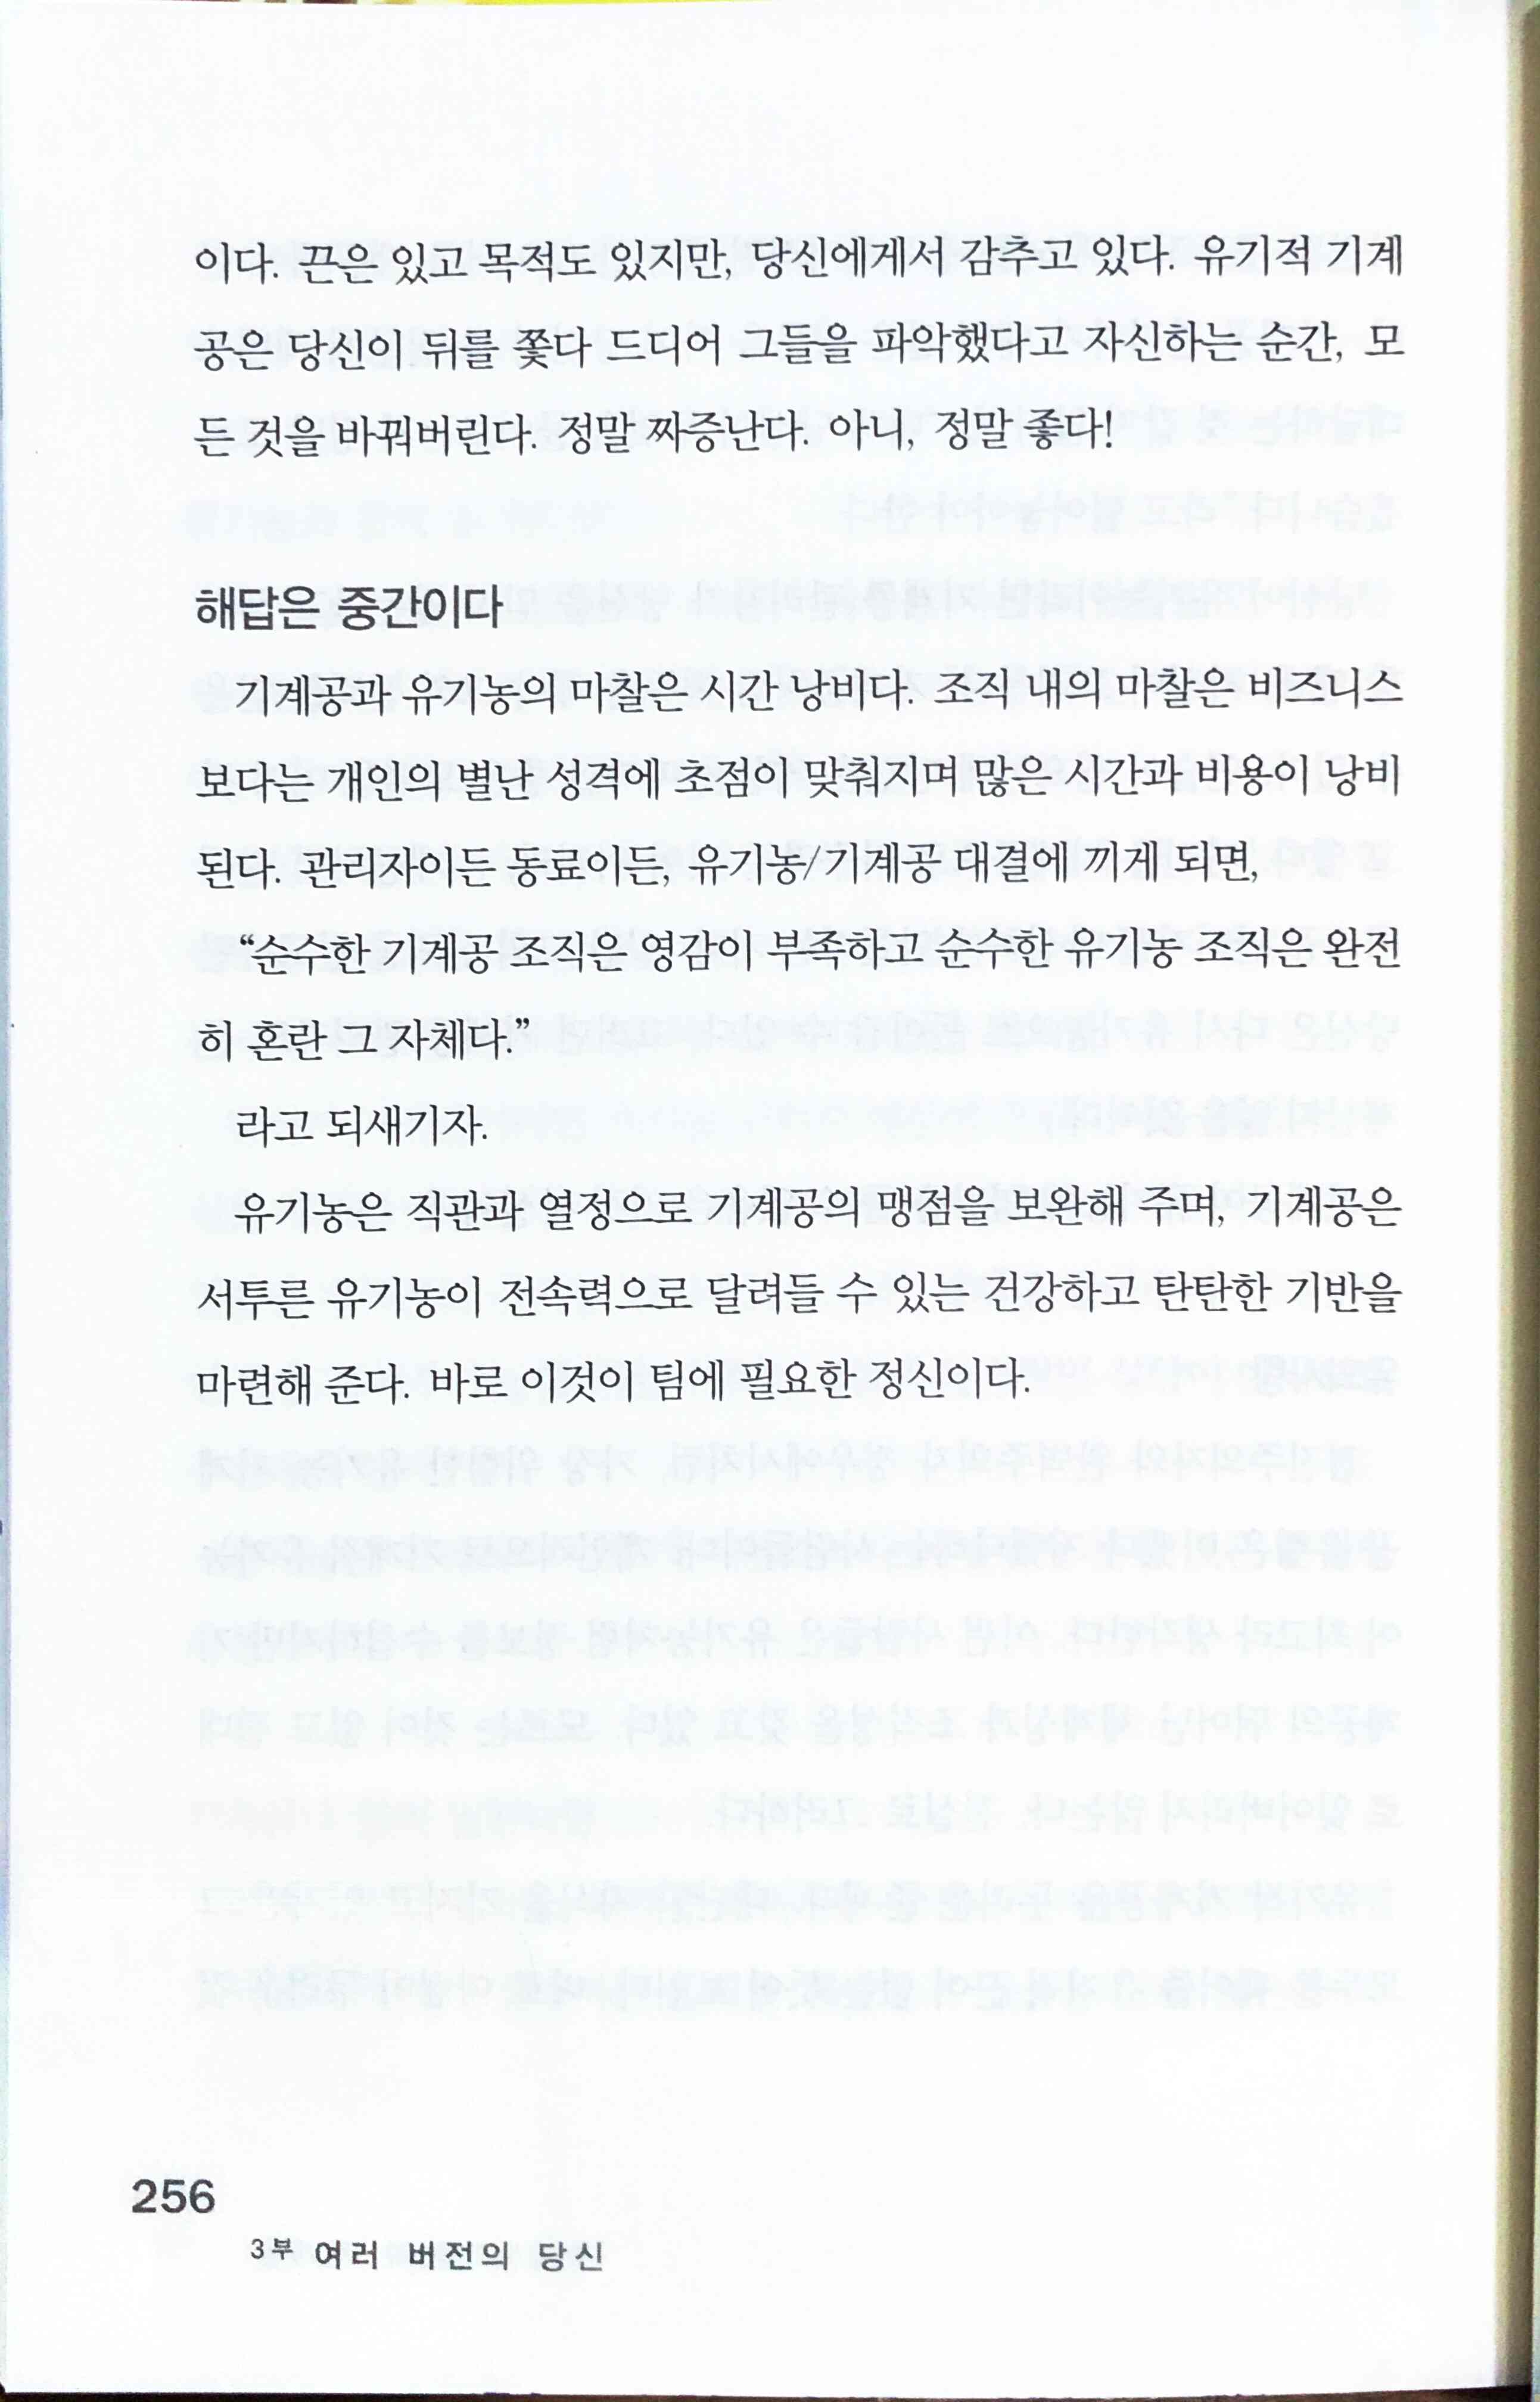 이다. 끈은 있고 목적도 있지만, 당신에게서 감추고 있다. 유기적 기계
공은 당신이 뒤를 쫓다 드디어 그들을 파악했다고 자신하는 순간, 모
든 것을 바꿔버린다. 정말 짜증난다. 아니, 정말 좋다!
해답은 중간이다
기계공과 유기농의 마찰은 시간 낭비다. 조직 내의 마찰은 비즈니스
보다는 개인의 별난 성격에 초점이 맞춰지며 많은 시간과 비용이 낭비
된다. 관리자이든 동료이든, 유기농/기계공 대결에 끼게 되면,
“순수한 기계공 조직은 영감이 부족하고 순수한 유기농 조직은 완전
히 혼란 그 자체다.”
라고 되새기자.
유기농은 직관과 열정으로 기계공의 맹점을 보완해 주며, 기계공은
서투른 유기농이 전속력으로 달려들 수 있는 건강하고 탄탄한 기반을
마련해 준다. 바로 이것이 팀에 필요한 정신이다.
256
3부 여러 버전의 당신